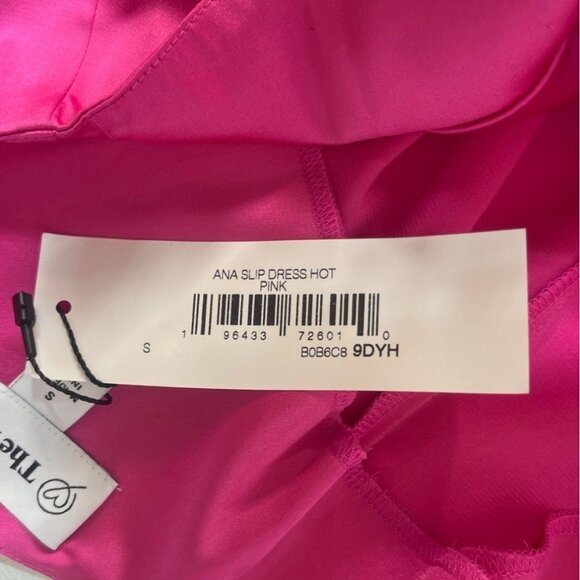 ANA SLIP DRESS HOT
PINK
1 96433 72601 0
S B0B6C8 9DYH
S
The